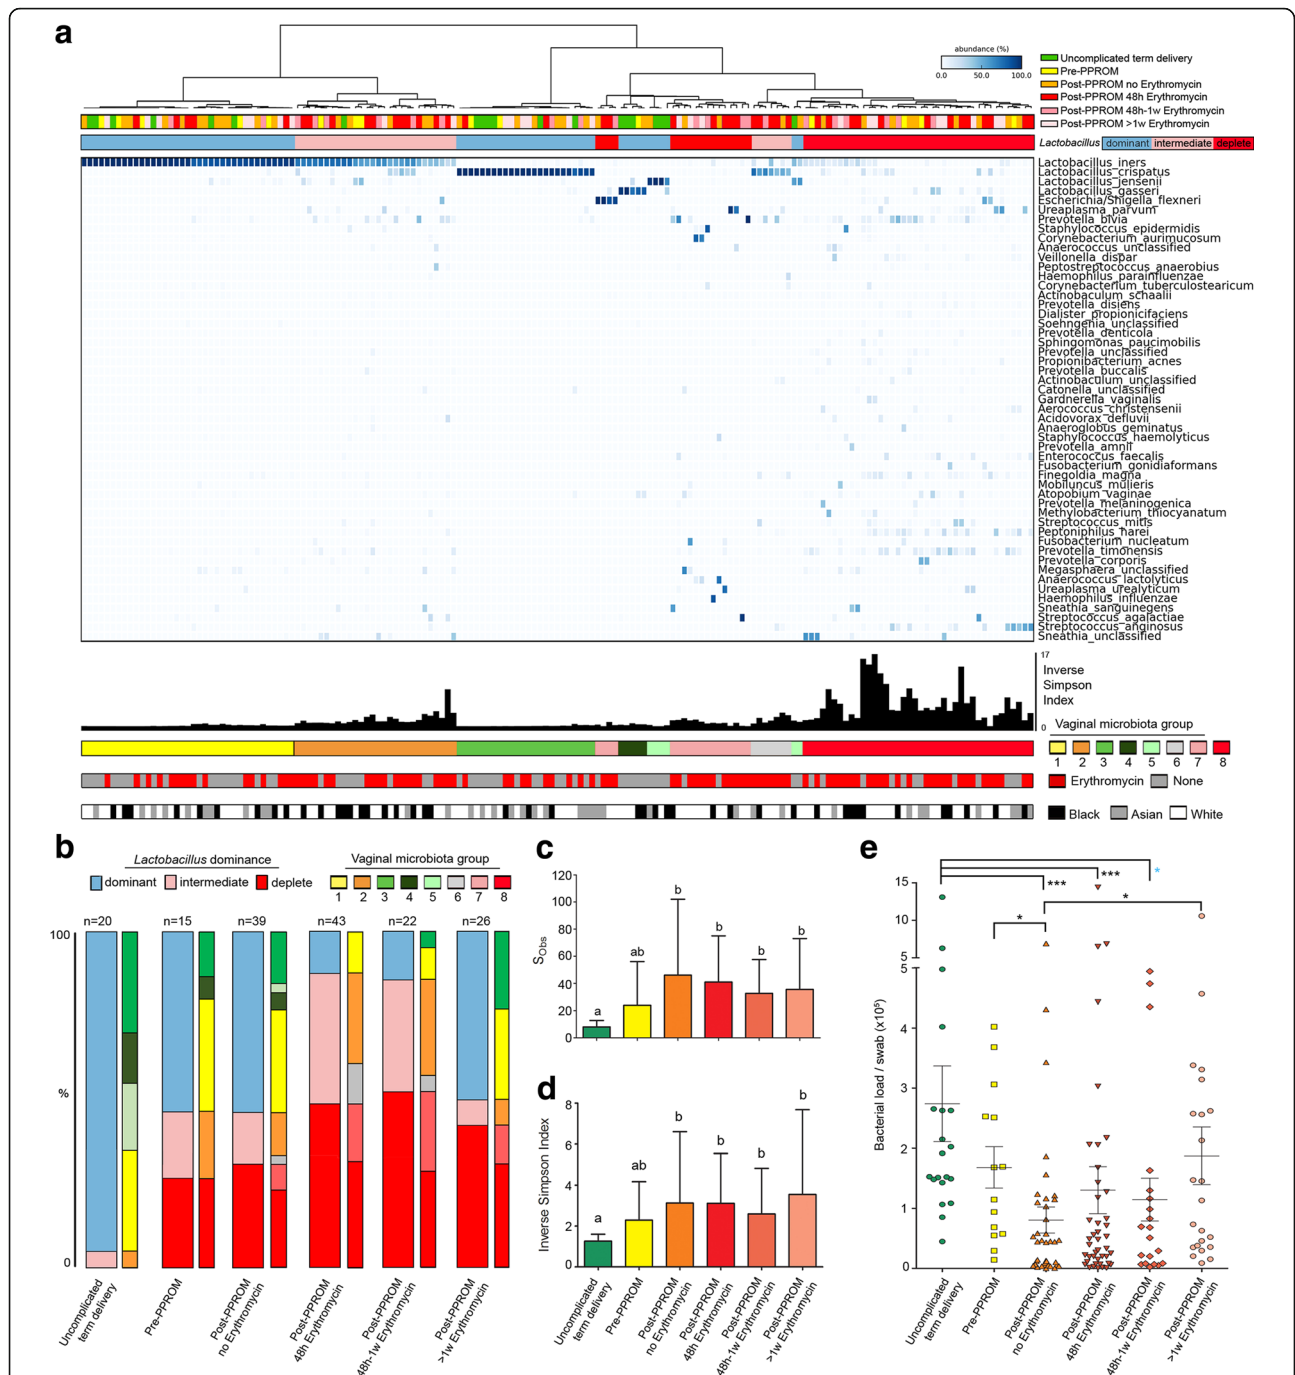 a
abundance (%)
0.0 50.0 100.0
Uncomplicated term delivery
Pre-PPROM
Post-PPROM no Erythromycin
Post-PPROM 48h Erythromycin
Post-PPROM 48h-1w Erythromycin
Post-PPROM >1w Erythromycin
Lactobacillus dominant intermediate deplete
Lactobacillus_iners
Lactobacillus_crispatus
Lactobacillus_jensenii
Lactobacillus_gasseri
Escherichia/Shigella_flexneri
Ureaplasma_parvum
Prevotella_bivia
Staphylococcus_epidermidis
Corynebacterium_aurimucosum
Anaerococcus_unclassified
Veillonella_dispar
Peptostreptococcus_anaerobius
Haemophilus_parainfluenzae
Corynebacterium_tuberculostearicum
Actinobaculum_schaalii
Prevotella_disiens
Dialister_propionicifaciens
Soehngenia_unclassified
Prevotella_denticola
Sphingomonas_paucimobilis
Prevotella_unclassified
Propionibacterium_acnes
Prevotella_buccalis
Actinobaculum_unclassified
Catonella_unclassified
Gardnerella_vaginalis
Aerococcus_christensenii
Acidovorax_defluvii
Anaeroglobus_geminatus
Staphylococcus_haemolyticus
Prevotella_amnii
Enterococcus_faecalis
Fusobacterium_gonidiaformans
Finegoldia_magna
Mobiluncus_mulieris
Atopobium_vaginae
Prevotella_melaninogenica
Methylobacterium_thiocyanatum
Streptococcus_mitis
Peptoniphilus_harei
Fusobacterium_nucleatum
Prevotella_timonensis
Prevotella_corporis
Megasphaera_unclassified
Anaerococcus_lactolyticus
Ureaplasma_urealyticum
Haemophilus_influenzae
Sneathia_sanguinegens
Streptococcus_agalactiae
Streptococcus_anginosus
Sneathia_unclassified
17
Inverse
Simpson
Index
0
Vaginal microbiota group
1 2 3 4 5 6 7 8
Erythromycin None
Black Asian White
b
Lactobacillus dominance
dominant intermediate deplete
Vaginal microbiota group
1 2 3 4 5 6 7 8
n=20 n=15 n=39 n=43 n=22 n=26
100
%
0
Uncomplicated
term delivery
Pre-PPROM
Post-PPROM
no Erythromycin
Post-PPROM
48h Erythromycin
Post-PPROM
48h-1w Erythromycin
Post-PPROM
>1w Erythromycin
c
SObs
120
100
80
60
40
20
0
a ab b b b b
d
Inverse Simpson Index
8
6
4
2
0
a ab b b b b
Uncomplicated
term delivery
Pre-PPROM
Post-PPROM
no Erythromycin
Post-PPROM
48h Erythromycin
Post-PPROM
48h-1w Erythromycin
Post-PPROM
>1w Erythromycin
e
Bacterial load / swab (x10⁵)
15
10
5
5
4
3
2
1
0
*** *** *
* *
Uncomplicated
term delivery
Pre-PPROM
Post-PPROM
no Erythromycin
Post-PPROM
48h Erythromycin
Post-PPROM
48h-1w Erythromycin
Post-PPROM
>1w Erythromycin